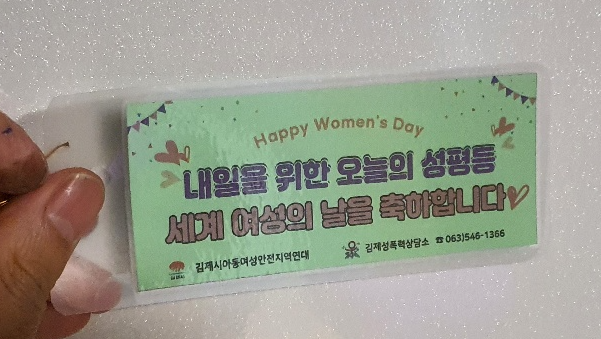 Happy Women's Day
내일을 위한 오늘의 성평등
세계 여성의 날을 축하합니다
김제시아동여성안전지역연대 김제성폭력상담소 ☎ 063)546-1366